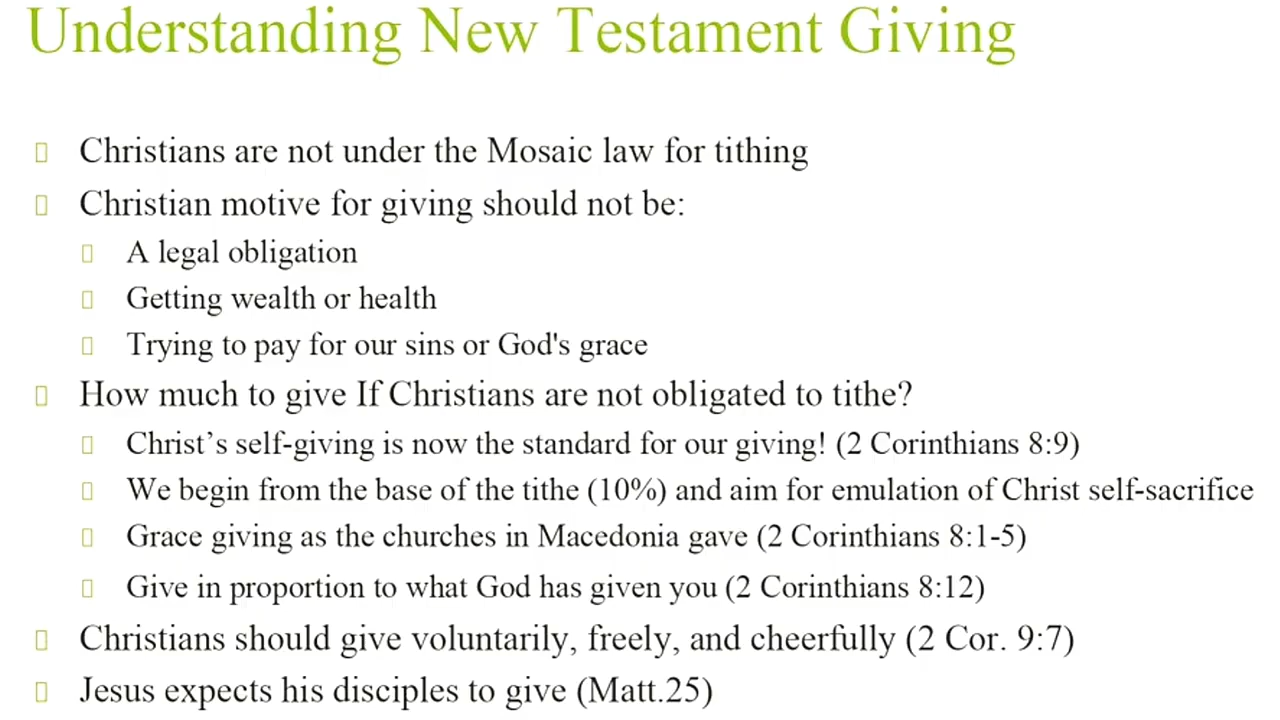 Understanding New Testament Giving
Christians are not under the Mosaic law for tithing
Christian motive for giving should not be:
A legal obligation
Getting wealth or health
Trying to pay for our sins or God's grace
How much to give If Christians are not obligated to tithe?
Christ’s self-giving is now the standard for our giving! (2 Corinthians 8:9)
We begin from the base of the tithe (10%) and aim for emulation of Christ self-sacrifice
Grace giving as the churches in Macedonia gave (2 Corinthians 8:1-5)
Give in proportion to what God has given you (2 Corinthians 8:12)
Christians should give voluntarily, freely, and cheerfully (2 Cor. 9:7)
Jesus expects his disciples to give (Matt.25)